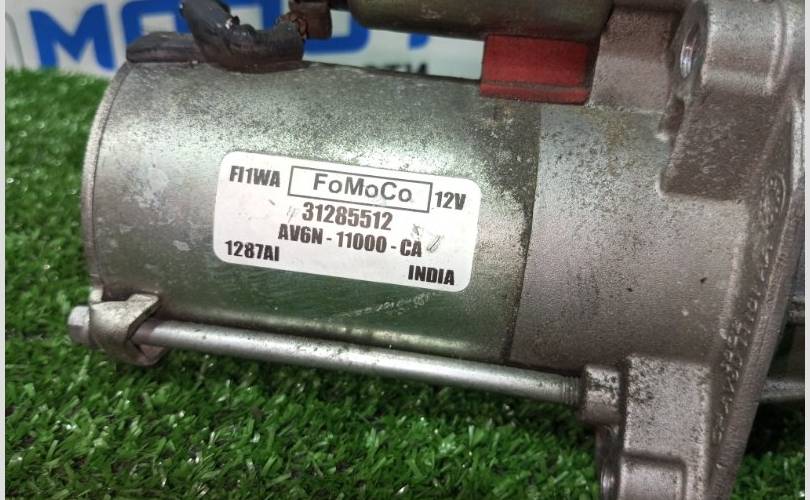 FI1WA FoMoCo 12V
31285512
AV6N - 11000 - CA
1287AI
INDIA